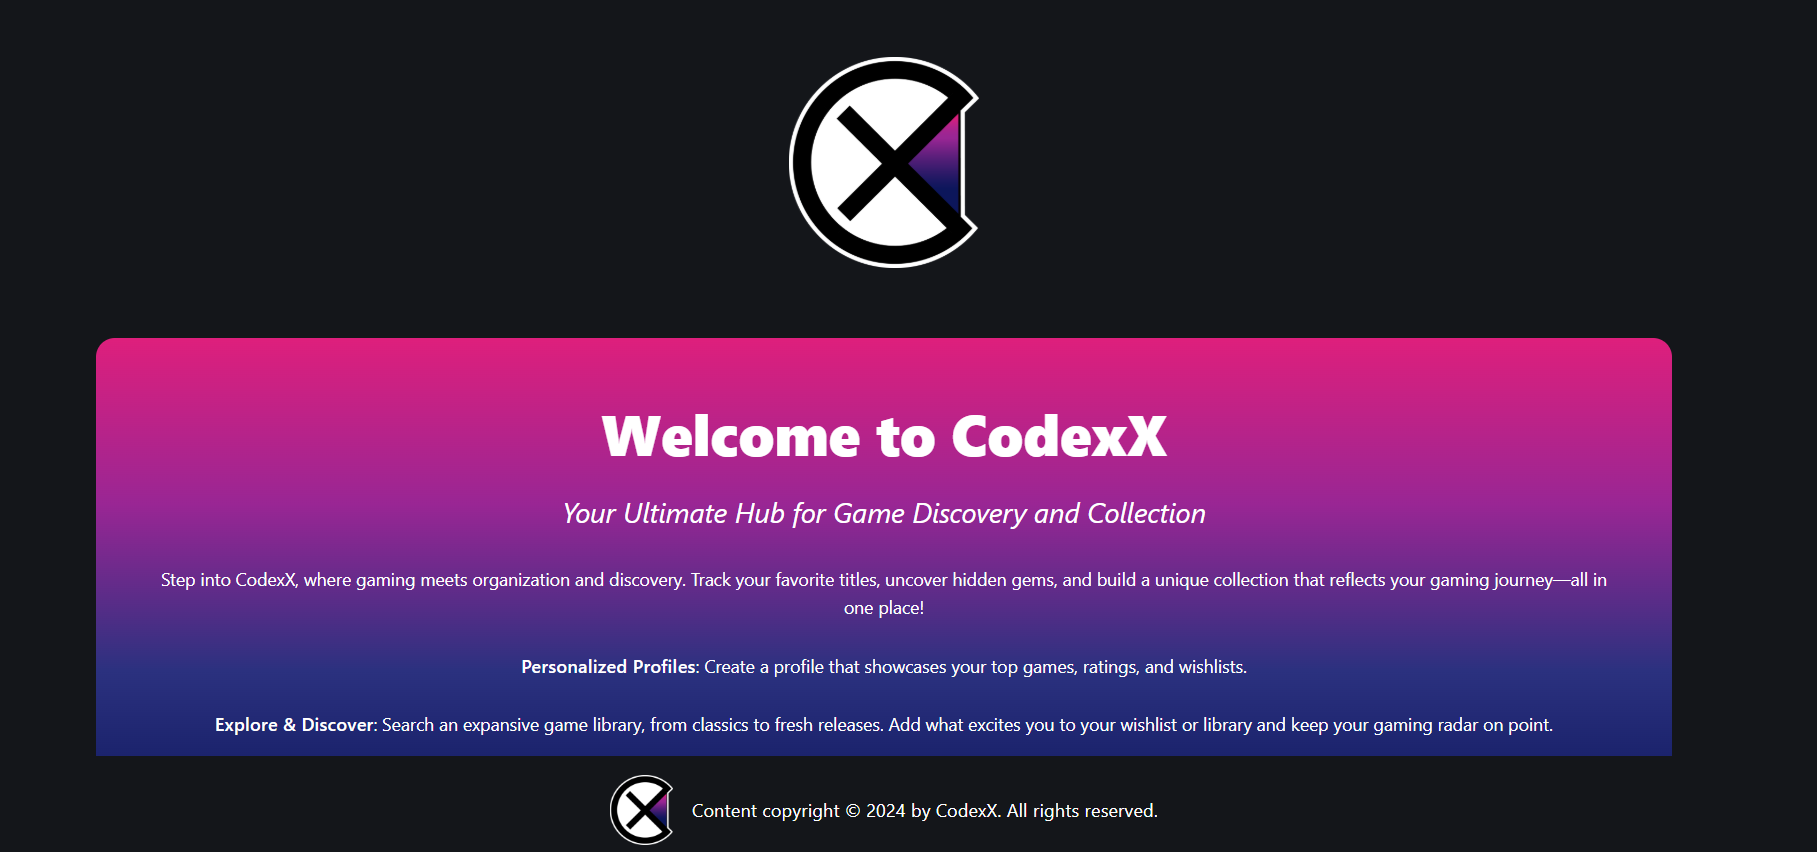 Welcome to CodexX
Your Ultimate Hub for Game Discovery and Collection
Step into CodexX, where gaming meets organization and discovery. Track your favorite titles, uncover hidden gems, and build a unique collection that reflects your gaming journey—all in
one place!
Personalized Profiles: Create a profile that showcases your top games, ratings, and wishlists.
Explore & Discover: Search an expansive game library, from classics to fresh releases. Add what excites you to your wishlist or library and keep your gaming radar on point.
Content copyright © 2024 by CodexX. All rights reserved.